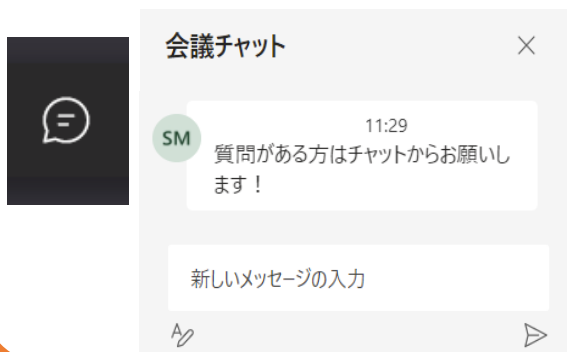 会議チャット
SM
11:29
質問がある方はチャットからお願いし
ます！
新しいメッセージの入力